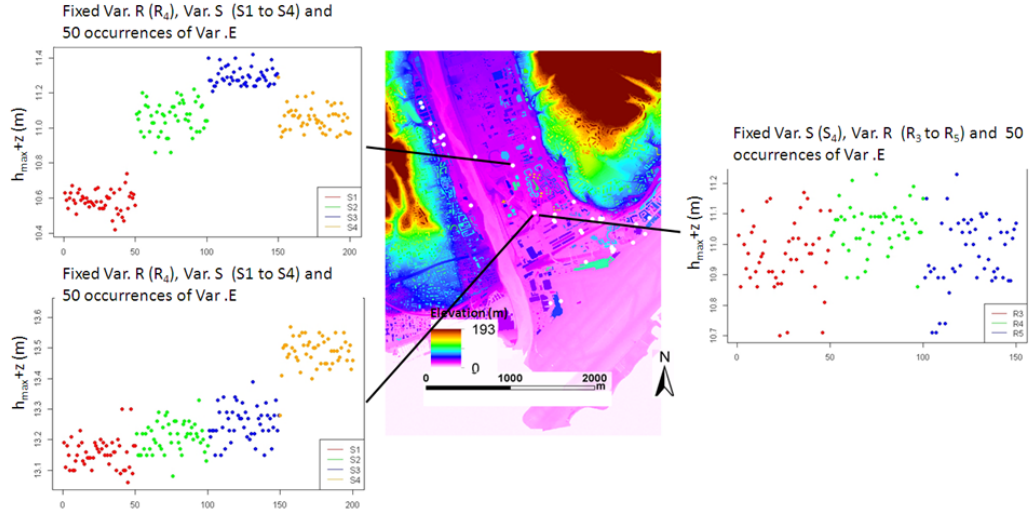 Fixed Var. R (R4), Var. S (S1 to S4) and
50 occurrences of Var .E
hmax+z (m)
11.4
11.2
11.0
10.8
10.6
10.4
S1
S2
S3
S4
0 50 100 150 200
Fixed Var. R (R4), Var. S (S1 to S4) and
50 occurrences of Var .E
hmax+z (m)
13.6
13.5
13.4
13.3
13.2
13.1
S1
S2
S3
S4
0 50 100 150 200
Elevation (m)
193
0
0 1000 2000
m
N
Fixed Var. S (S4), Var. R (R3 to R5) and 50
occurrences of Var .E
hmax+z (m)
11.2
11.1
11.0
10.9
10.8
10.7
R3
R4
R5
0 50 100 150